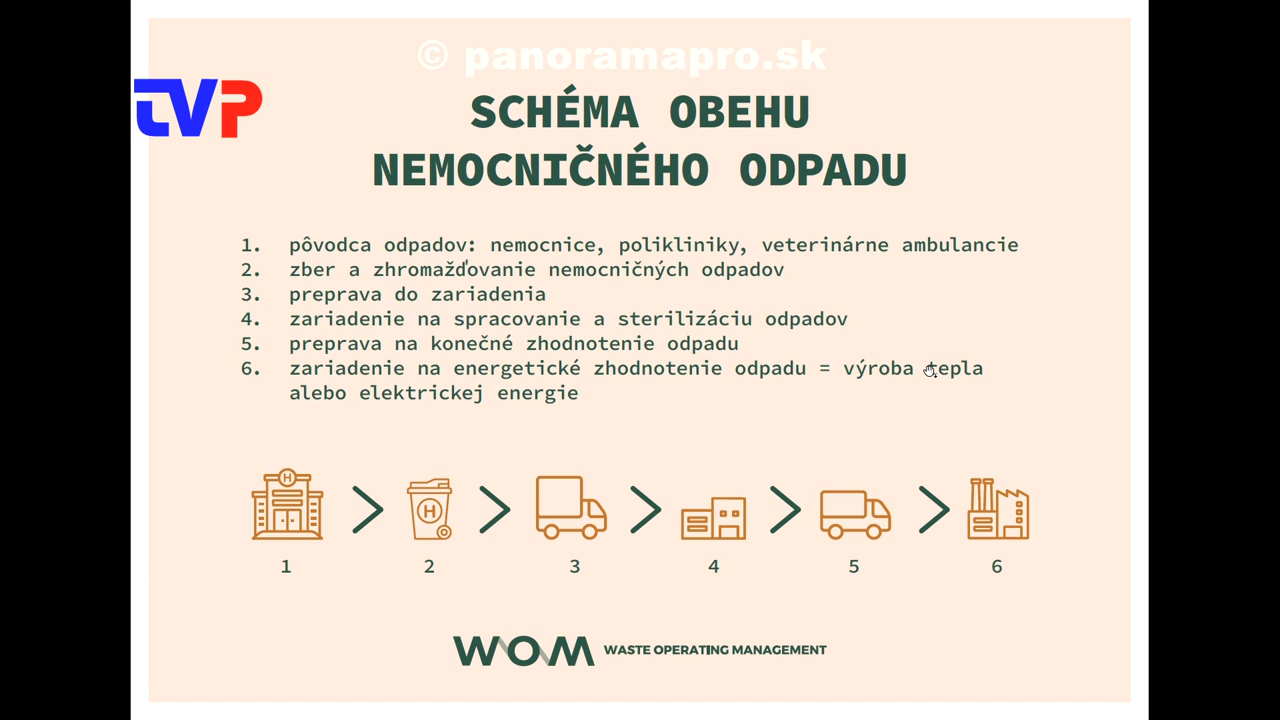 © panoramapro.sk
tVP
SCHÉMA OBEHU
NEMOCNIČNÉHO ODPADU
1. pôvodca odpadov: nemocnice, polikliniky, veterinárne ambulancie
2. zber a zhromažďovanie nemocničných odpadov
3. preprava do zariadenia
4. zariadenie na spracovanie a sterilizáciu odpadov
5. preprava na konečné zhodnotenie odpadu
6. zariadenie na energetické zhodnotenie odpadu = výroba tepla
alebo elektrickej energie
H
H
1 2 3 4 5 6
WOM WASTE OPERATING MANAGEMENT